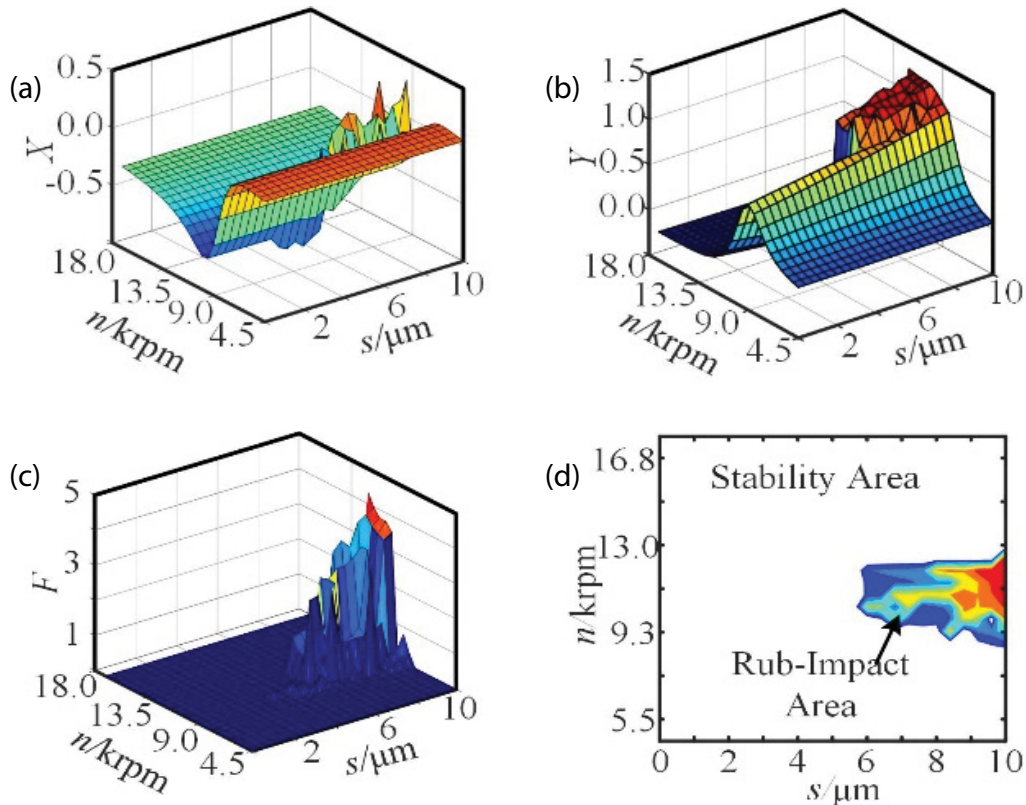 (a)
0.5
0.0
-0.5
X
18.0
13.5
9.0
4.5
n/krpm
2
6
10
s/μm
(b)
1.5
1.0
0.5
0.0
Y
18.0
13.5
9.0
4.5
n/krpm
2
6
10
s/μm
(c)
5
3
1
F
18.0
13.5
9.0
4.5
n/krpm
2
6
10
s/μm
(d)
16.8
13.0
9.3
5.5
n/krpm
Stability Area
Rub-Impact
Area
0 2 4 6 8 10
s/μm